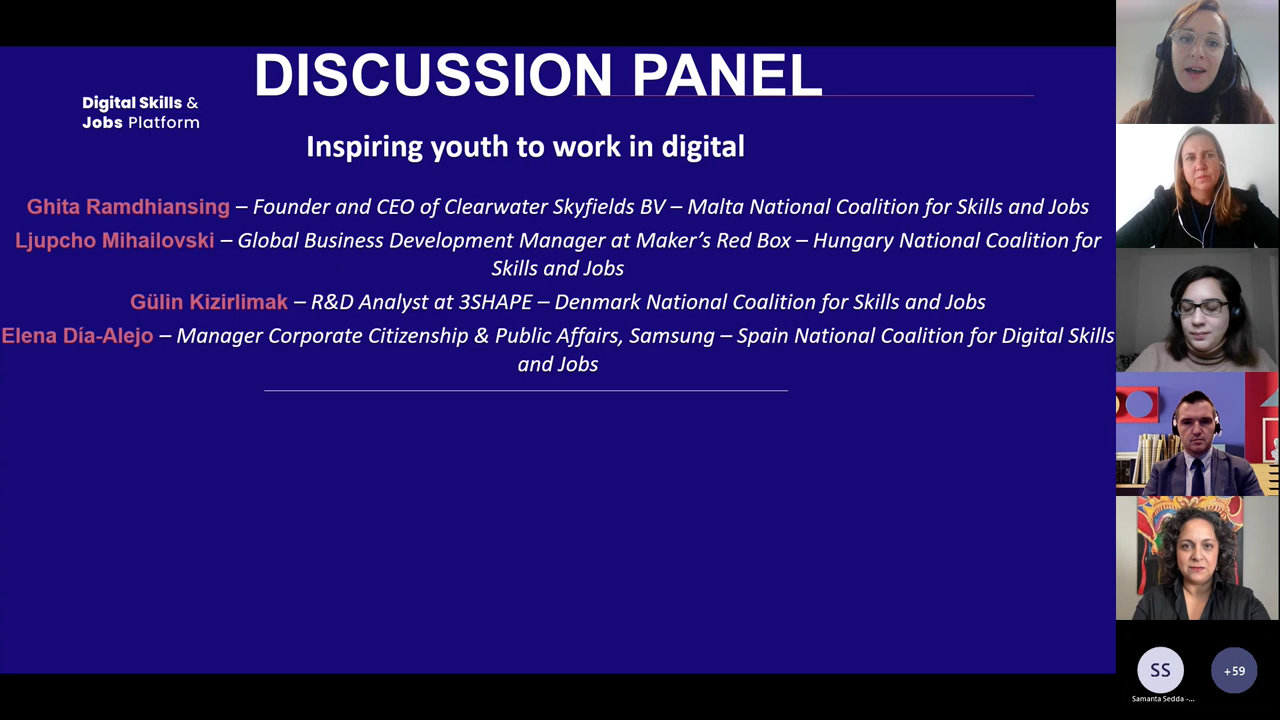 DISCUSSION PANEL
Digital Skills &
Jobs Platform
Inspiring youth to work in digital
Ghita Ramdhiansing – Founder and CEO of Clearwater Skyfields BV – Malta National Coalition for Skills and Jobs
Ljupcho Mihailovski – Global Business Development Manager at Maker's Red Box – Hungary National Coalition for
Skills and Jobs
Gülin Kizirlimak – R&D Analyst at 3SHAPE – Denmark National Coalition for Skills and Jobs
Elena Día-Alejo – Manager Corporate Citizenship & Public Affairs, Samsung – Spain National Coalition for Digital Skills
and Jobs
SS
+59
Samanta Sedda -...